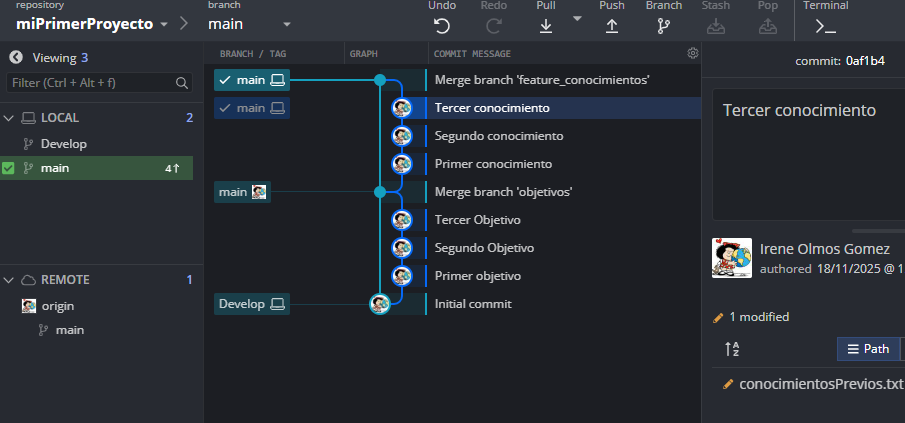 repository
branch
Undo Redo Pull Push Branch Stash Pop Terminal
miPrimerProyecto
main
Viewing 3
BRANCH / TAG GRAPH COMMIT MESSAGE
commit: 0af1b4
Filter (Ctrl + Alt + f)
main Merge branch 'feature_conocimientos'
main Tercer conocimiento
Tercer conocimiento
LOCAL 2
Develop
Segundo conocimiento
main 4↑
Primer conocimiento
main Merge branch 'objetivos'
Tercer Objetivo
Segundo Objetivo
Irene Olmos Gomez
authored 18/11/2025 @ 1
REMOTE 1
Primer objetivo
origin
Develop Initial commit
main
1 modified
A
Z
Path
conocimientosPrevios.txt